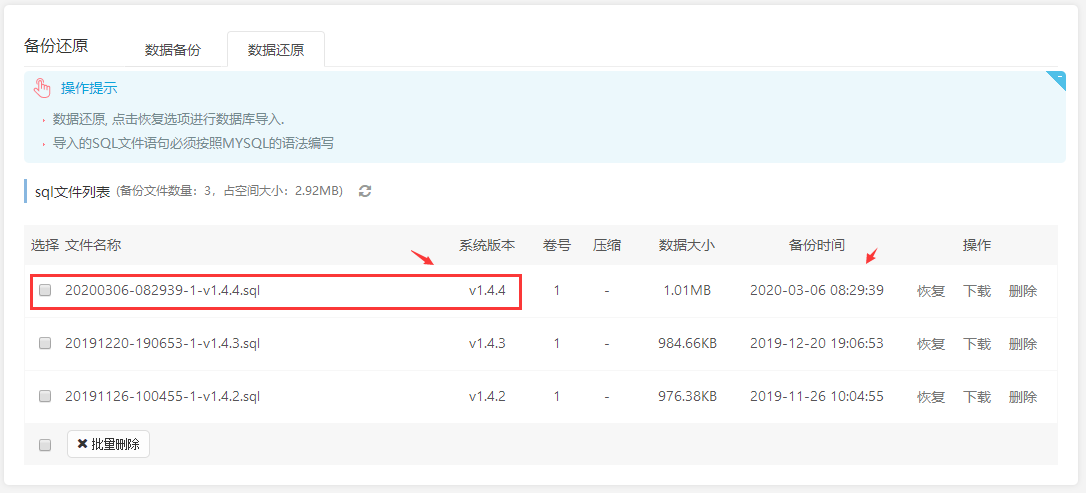 备份还原 数据备份 数据还原
操作提示
数据还原, 点击恢复选项进行数据库导入.
导入的SQL文件语句必须按照MYSQL的语法编写
sql文件列表 (备份文件数量：3，占空间大小：2.92MB)
选择 文件名称 系统版本 卷号 压缩 数据大小 备份时间 操作
20200306-082939-1-v1.4.4.sql v1.4.4 1 - 1.01MB 2020-03-06 08:29:39 恢复 下载 删除
20191220-190653-1-v1.4.3.sql v1.4.3 1 - 984.66KB 2019-12-20 19:06:53 恢复 下载 删除
20191126-100455-1-v1.4.2.sql v1.4.2 1 - 976.38KB 2019-11-26 10:04:55 恢复 下载 删除
批量删除